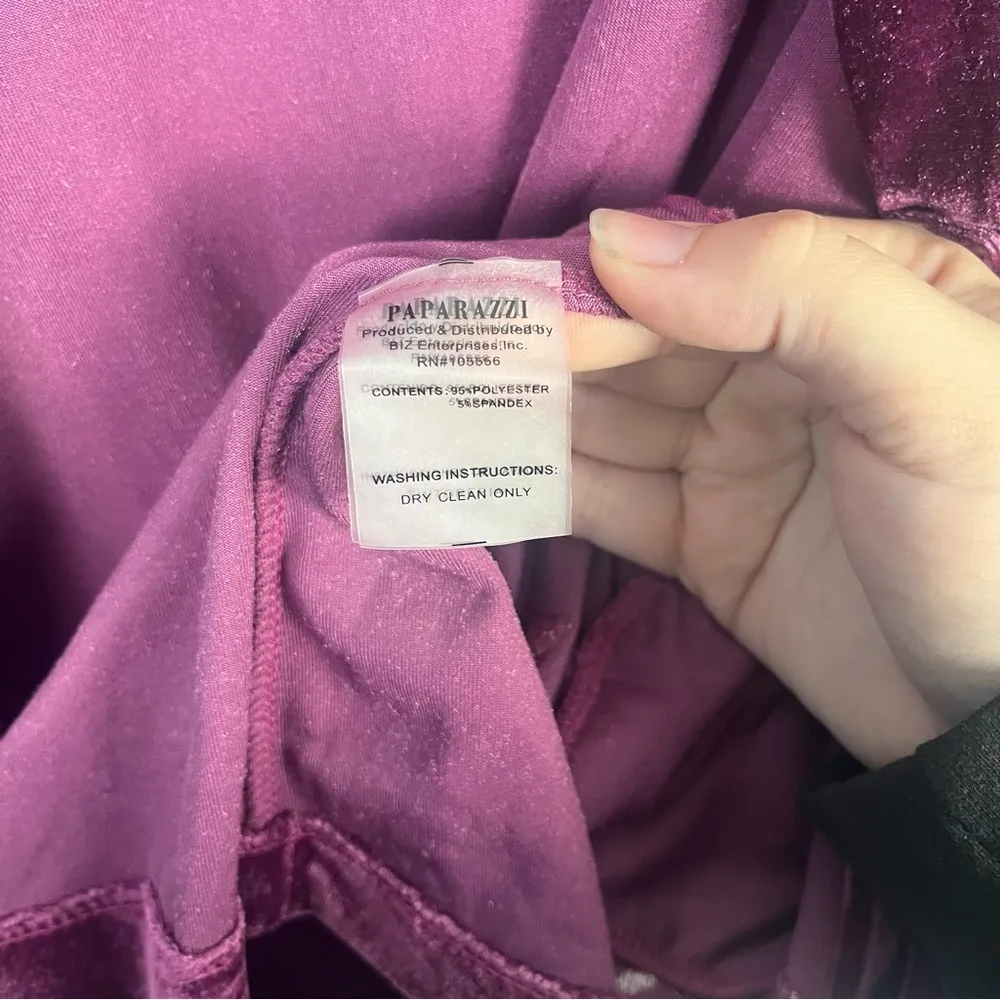 PAPARAZZI
Produced & Distributed by
BIZ Enterprises, Inc.
RN#105566
CONTENTS: 95%POLYESTER
5%SPANDEX
WASHING INSTRUCTIONS:
DRY CLEAN ONLY